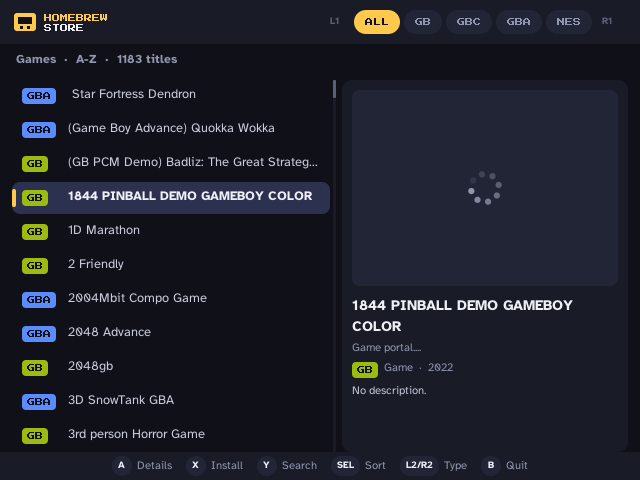 HOMEBREW
STORE
L1 ALL GB GBC GBA NES R1
Games · A-Z · 1183 titles
GBA Star Fortress Dendron
GBA (Game Boy Advance) Quokka Wokka
GB (GB PCM Demo) Badliz: The Great Strateg...
GB 1844 PINBALL DEMO GAMEBOY COLOR
GB 1D Marathon
GB 2 Friendly
GBA 2004Mbit Compo Game
GBA 2048 Advance
GB 2048gb
GBA 3D SnowTank GBA
GB 3rd person Horror Game
1844 PINBALL DEMO GAMEBOY
COLOR
Game portal....
GB Game · 2022
No description.
A Details X Install Y Search SEL Sort L2/R2 Type B Quit